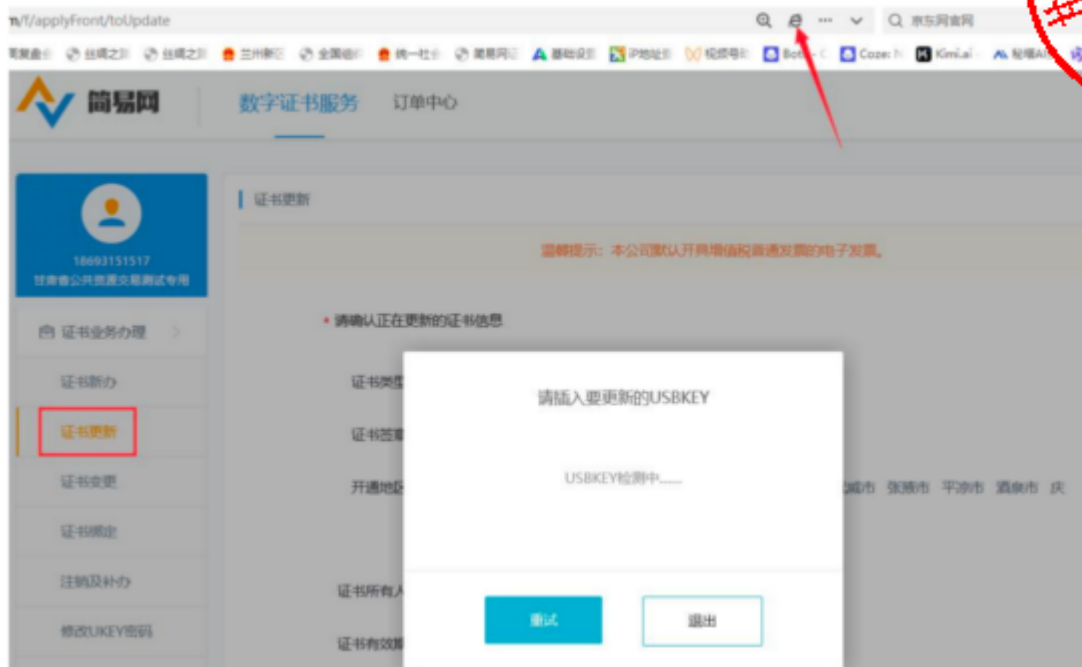 /f/applyFront/toUpdate
京东网官网
简易网
数字证书服务 订单中心
18693151517
甘肃省公共资源交易测试专用
证书业务办理
证书新办
证书更新
证书变更
证书绑定
注销及补办
修改UKEY密码
证书更新
温馨提示：本公司默认开具增值税普通发票的电子发票。
* 请确认正在更新的证书信息
证书类型
证书签章
开通地区
威市 张掖市 平凉市 酒泉市 庆
证书所有人
证书有效期
请插入要更新的USBKEY
USBKEY检测中......
重试 退出